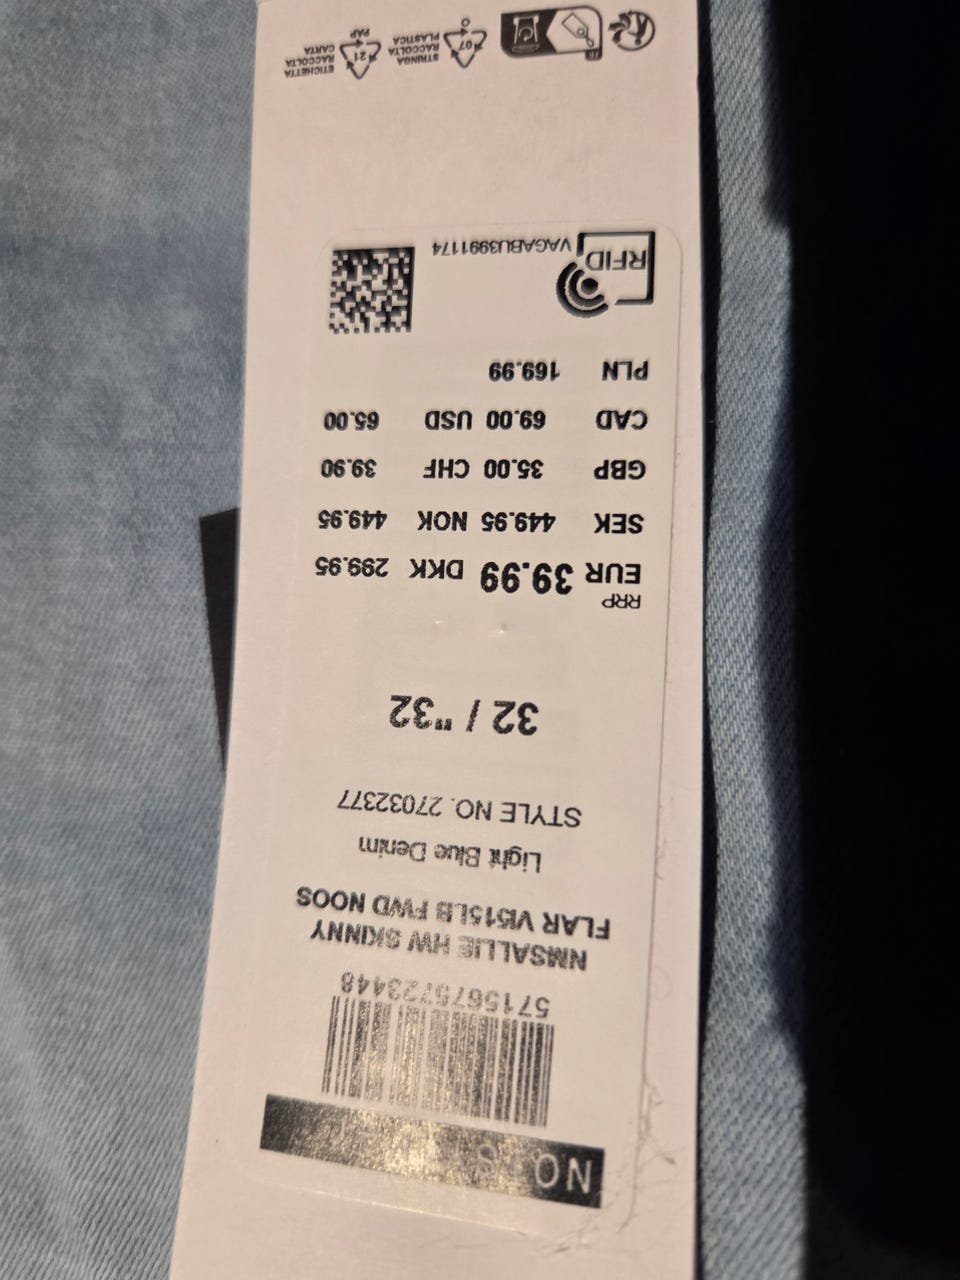 5715675723448
NMSALLIE HW SKINNY
FLAR VI515LB FWD NOOS
Light Blue Denim
STYLE NO. 27032377
32 / "32
RRP
EUR 39.99 DKK 299.95
SEK 449.95 NOK 449.95
GBP 35.00 CHF 39.90
CAD 69.00 USD 65.00
PLN 169.99
RFID VAGABU3991174
FR
07
O
STRINGA
RACCOLTA
PLASTICA
21
PAP
ETICHETTA
RACCOLTA
CARTA